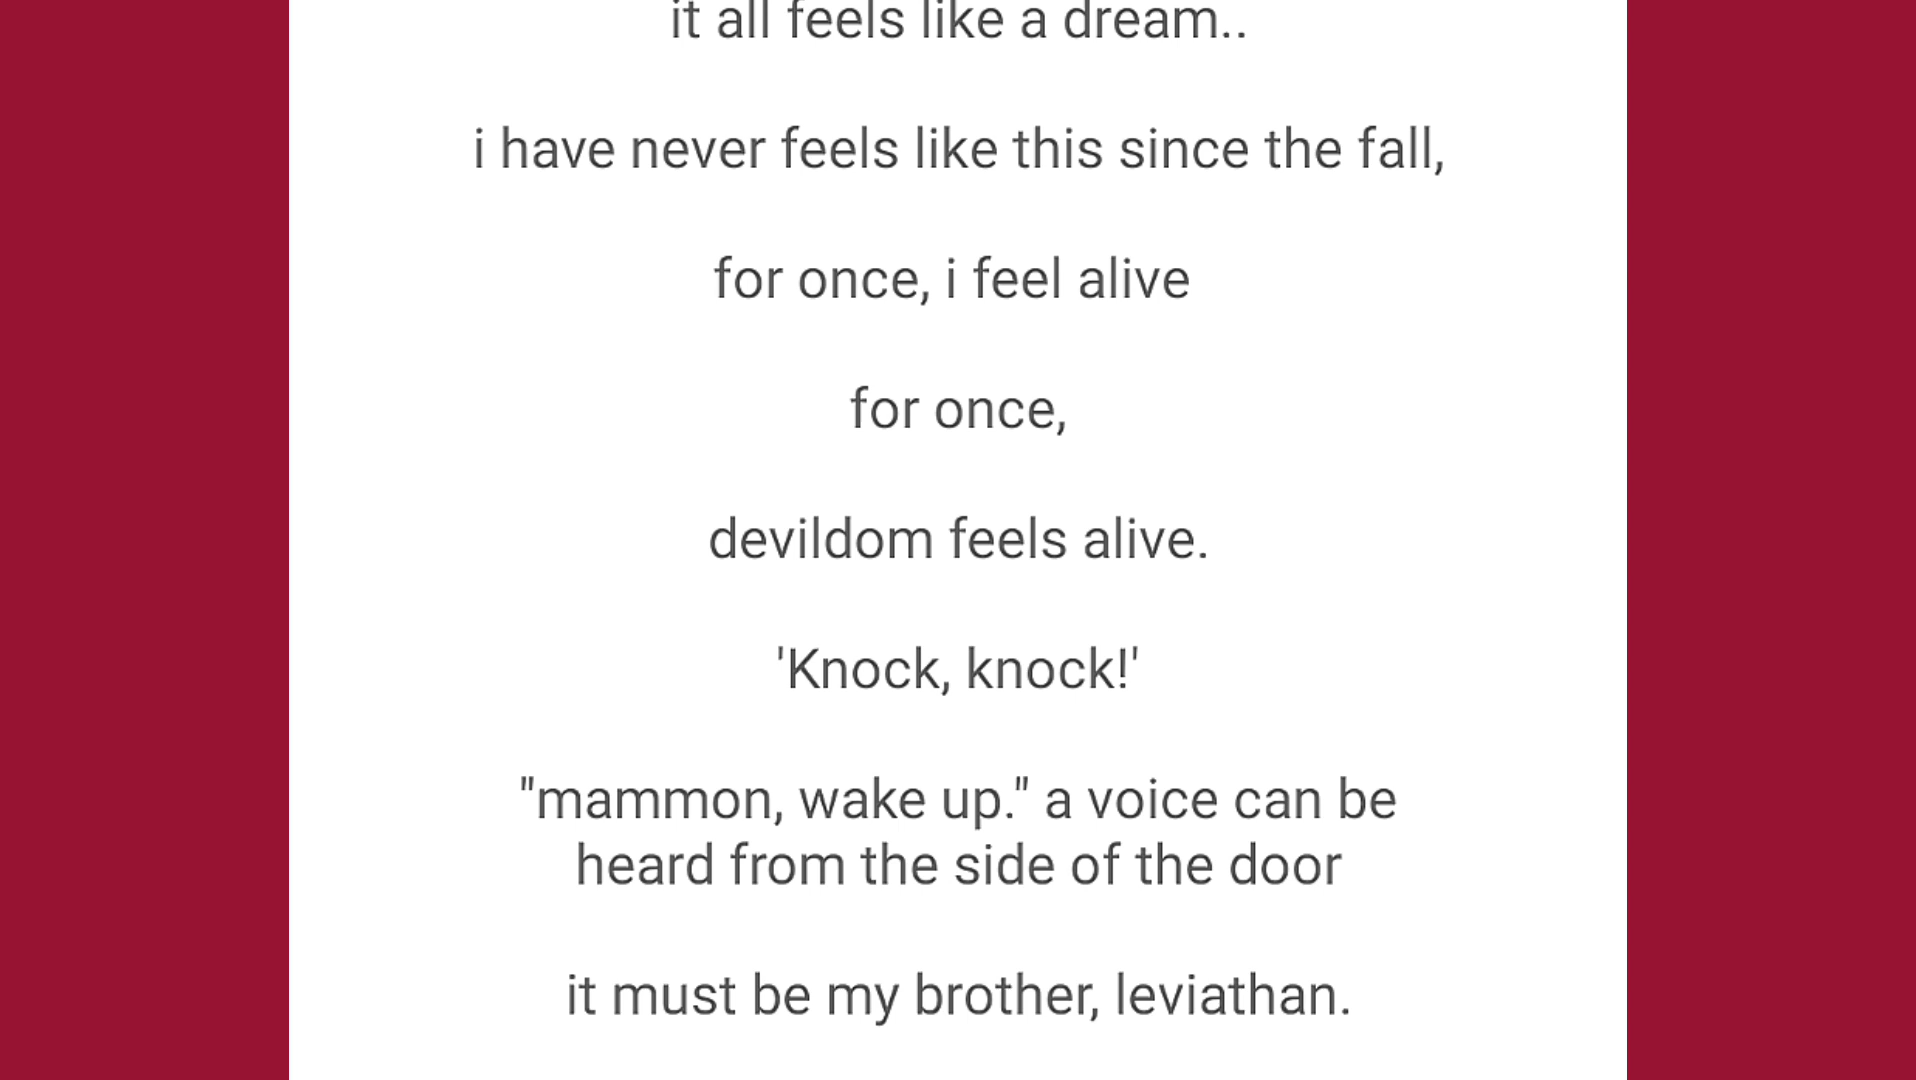 it all feels like a dream..
i have never feels like this since the fall,
for once, i feel alive
for once,
devildom feels alive.
'Knock, knock!'
"mammon, wake up." a voice can be
heard from the side of the door
it must be my brother, leviathan.